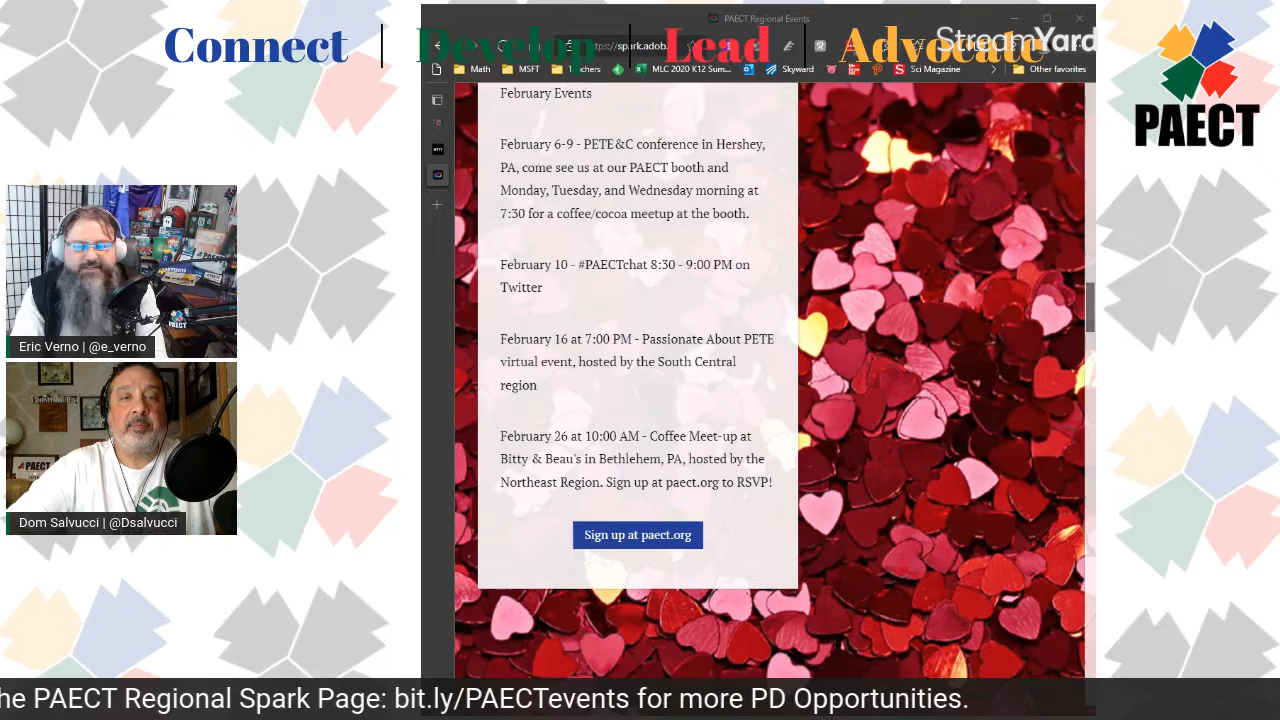 Connect | Develop | Lead | Advocate
StreamYard
PAECT
PAECT Regional Events
Math
MSFT
MLC 2020 K12 Sum...
Skyward
Sci Magazine
Other favorites
February Events
February 6-9 - PETE&C conference in Hershey,
PA, come see us at our PAECT booth and
Monday, Tuesday, and Wednesday morning at
7:30 for a coffee/cocoa meetup at the booth.
February 10 - #PAECTchat 8:30 - 9:00 PM on
Twitter
February 16 at 7:00 PM - Passionate About PETE
virtual event, hosted by the South Central
region
February 26 at 10:00 AM - Coffee Meet-up at
Bitty & Beau's in Bethlehem, PA, hosted by the
Northeast Region. Sign up at paect.org to RSVP!
Sign up at paect.org
PAECT
Eric Verno | @e_verno
PAECT
Dom Salvucci | @Dsalvucci
he PAECT Regional Spark Page: bit.ly/PAECTevents for more PD Opportunities.